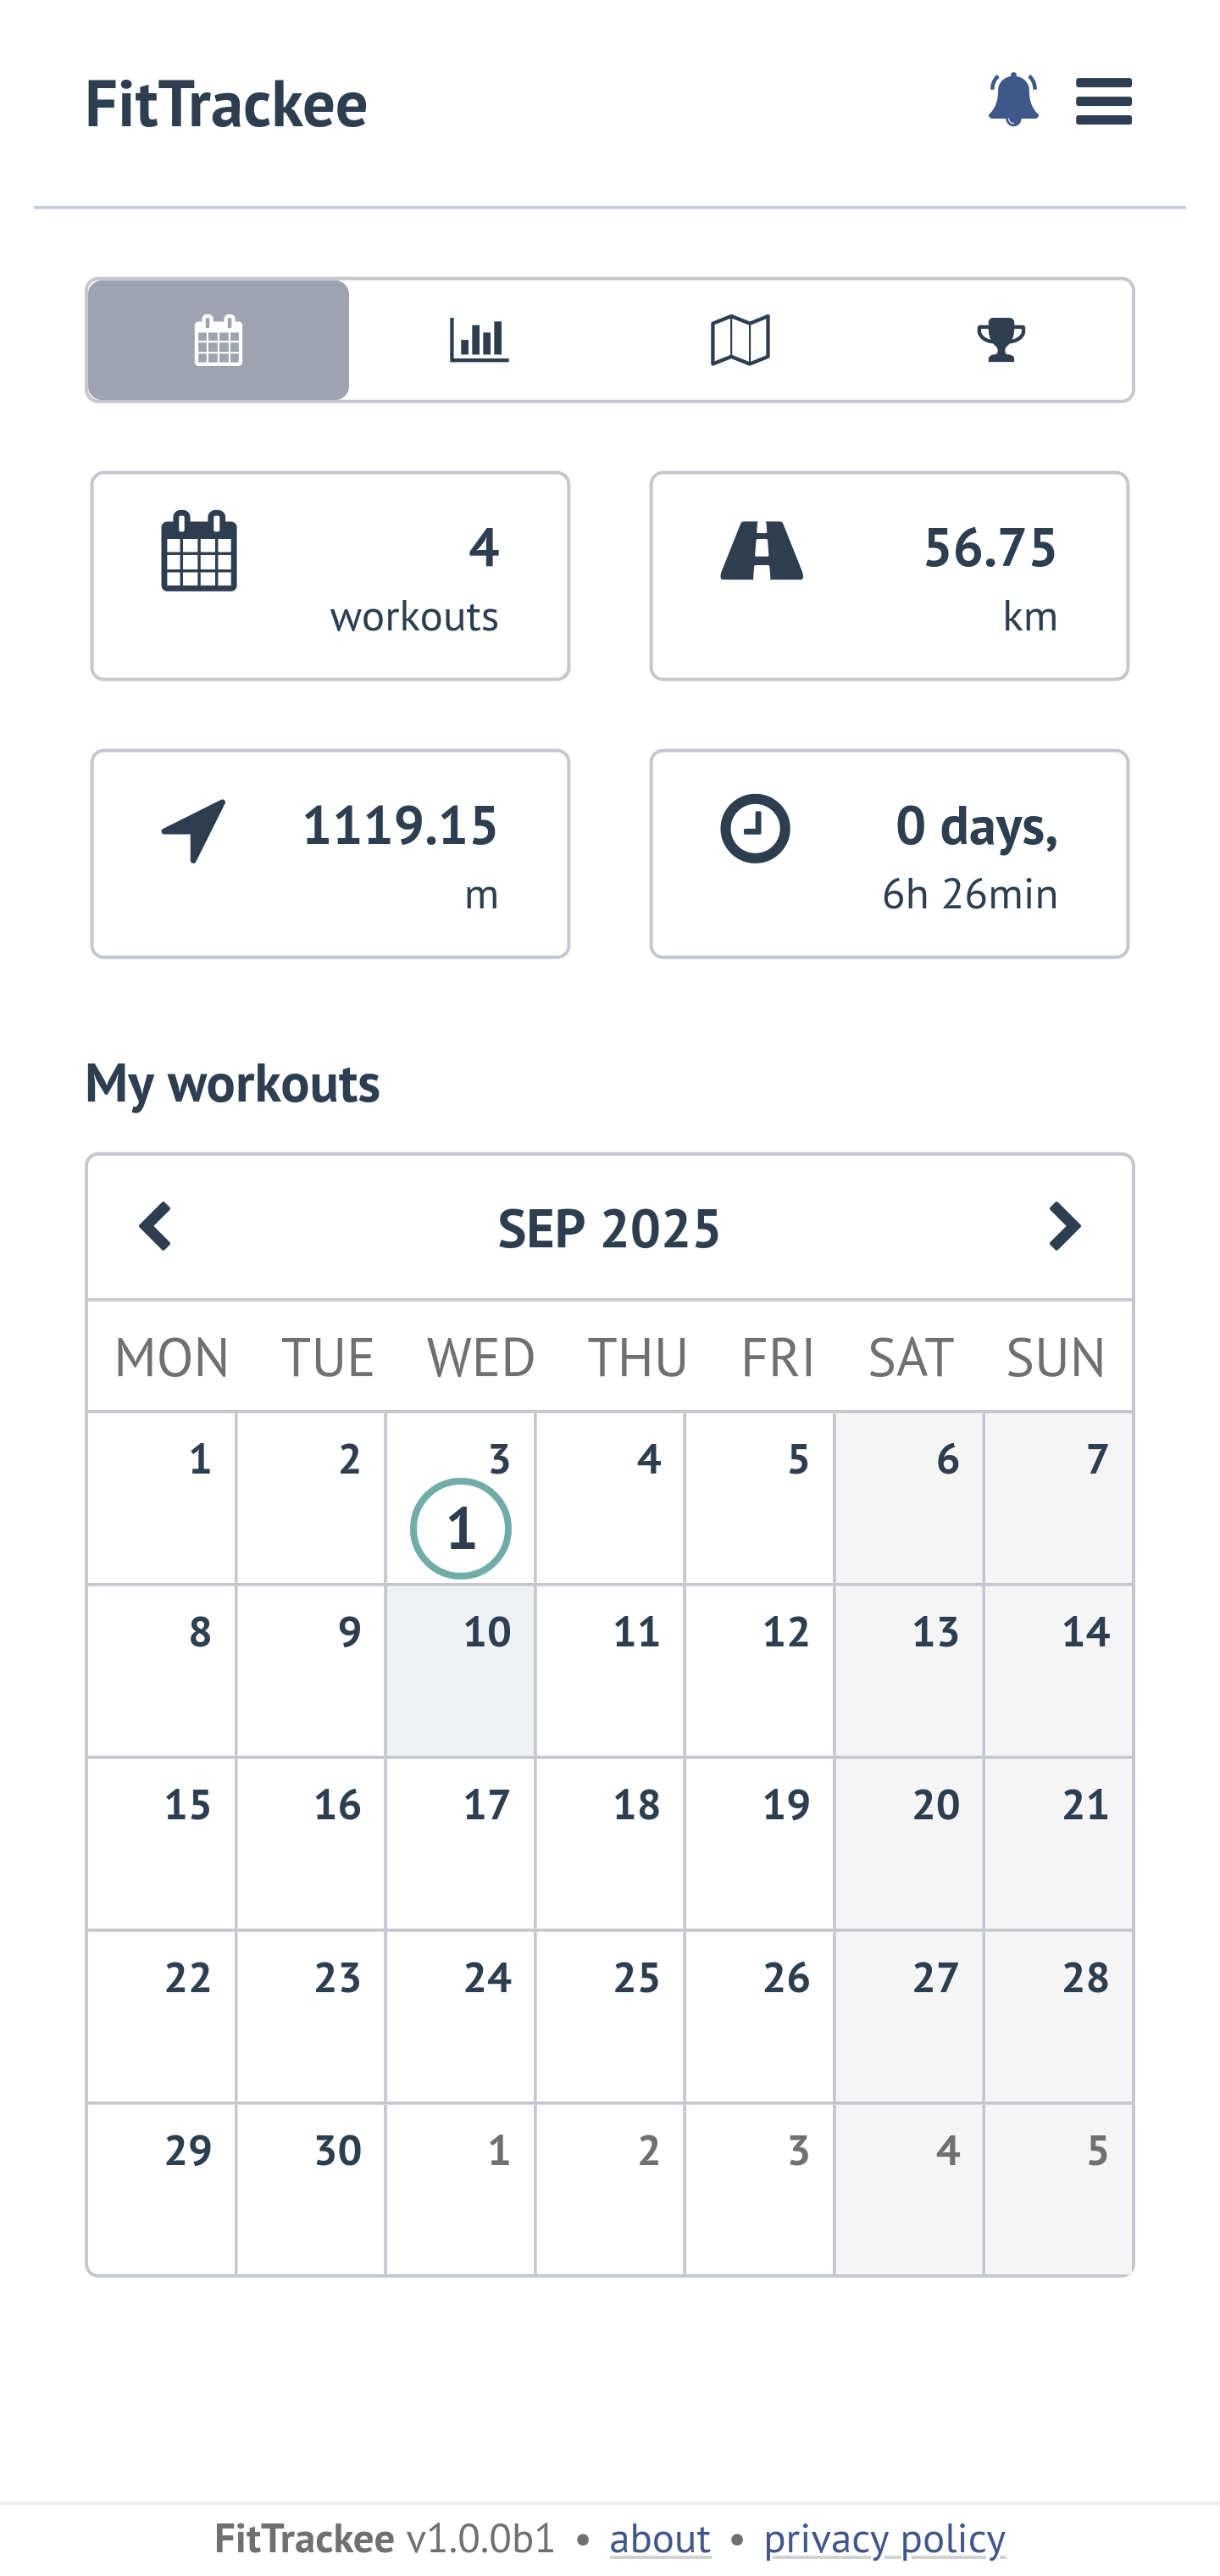 FitTrackee
4
workouts
56.75
km
1119.15
m
0 days,
6h 26min
My workouts
SEP 2025
MON TUE WED THU FRI SAT SUN
1 2 3 4 5 6 7
1
8 9 10 11 12 13 14
15 16 17 18 19 20 21
22 23 24 25 26 27 28
29 30 1 2 3 4 5
FitTrackee v1.0.0b1 • about • privacy policy